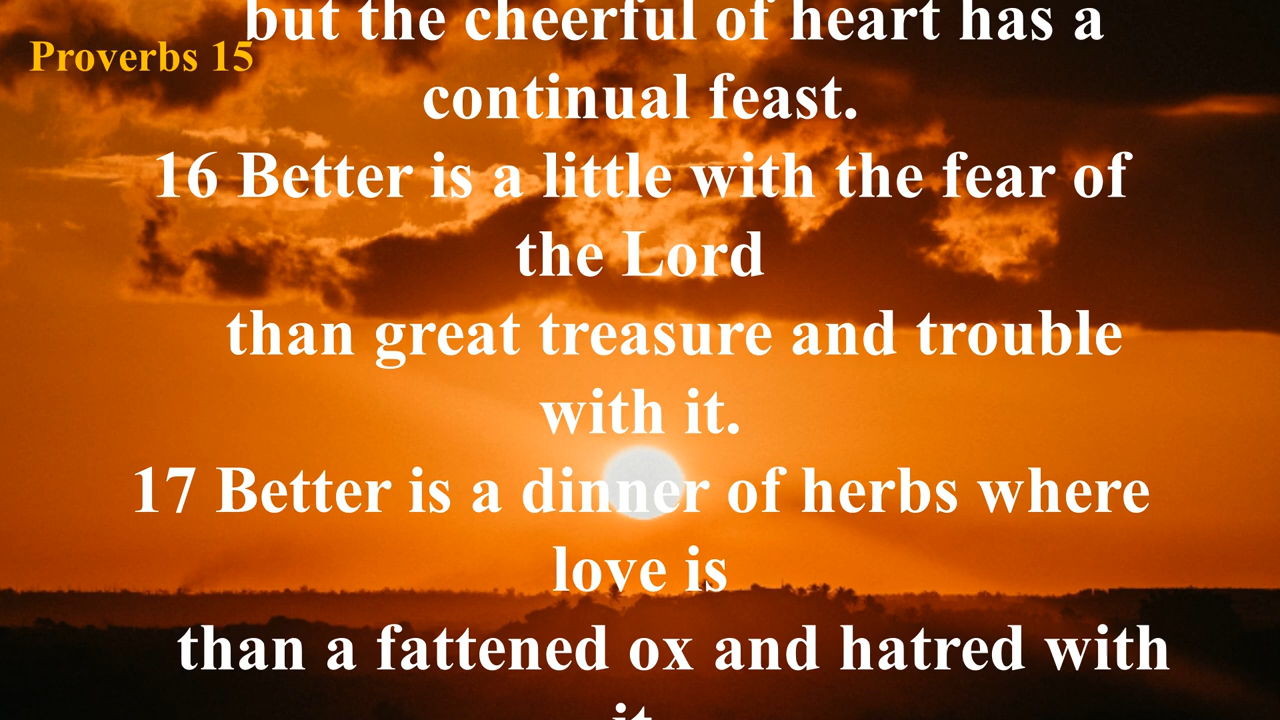 but the cheerful of heart has a
Proverbs 15
continual feast.
16 Better is a little with the fear of
the Lord
than great treasure and trouble
with it.
17 Better is a dinner of herbs where
love is
than a fattened ox and hatred with
it